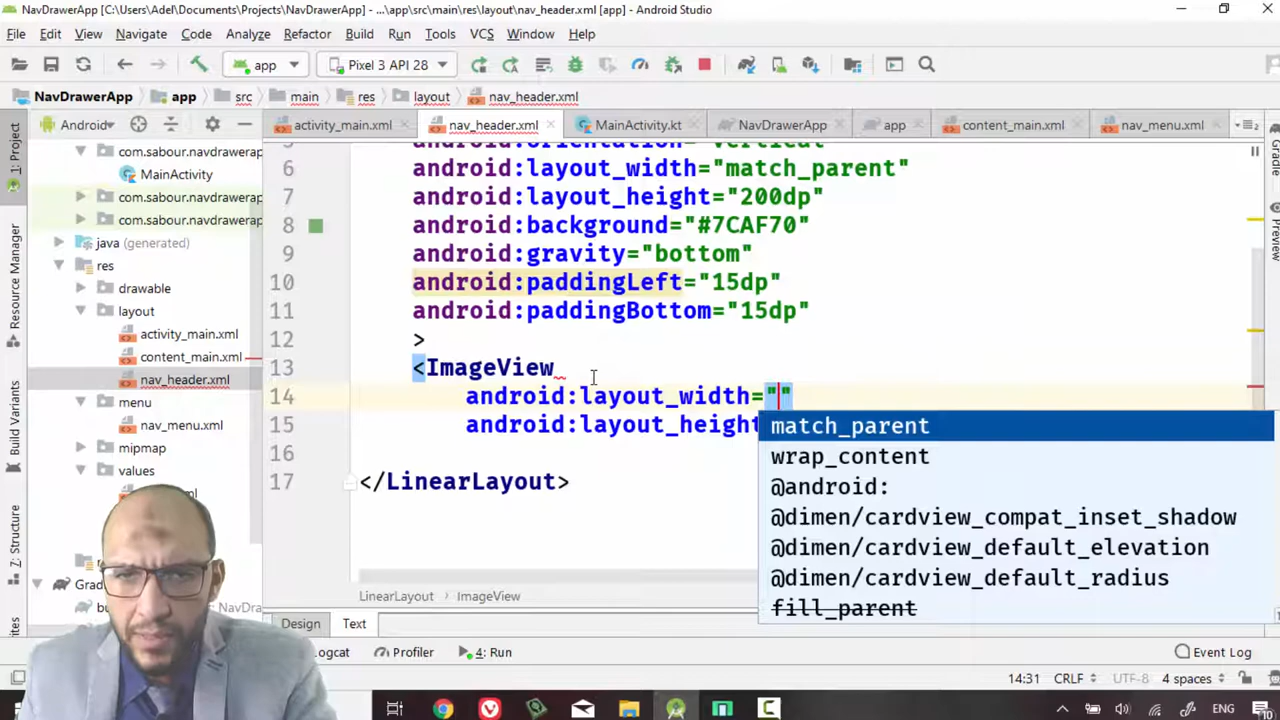 NavDrawerApp [C:\Users\Adel\Documents\Projects\NavDrawerApp] - ...\app\src\main\res\layout\nav_header.xml [app] - Android Studio
File Edit View Navigate Code Analyze Refactor Build Run Tools VCS Window Help
app Pixel 3 API 28
NavDrawerApp app src main res layout nav_header.xml
Android activity_main.xml nav_header.xml MainActivity.kt NavDrawerApp app content_main.xml nav_menu.xml
1: Project
Resource Manager
Build Variants
Z: Structure
Gradle
Preview
com.sabour.navdrawerap
MainActivity
com.sabour.navdrawerap
com.sabour.navdrawerap
java (generated)
res
drawable
layout
activity_main.xml
content_main.xml
nav_header.xml
menu
nav_menu.xml
mipmap
values
5 android:orientation="vertical"
6 android:layout_width="match_parent"
7 android:layout_height="200dp"
8 android:background="#7CAF70"
9 android:gravity="bottom"
10 android:paddingLeft="15dp"
11 android:paddingBottom="15dp"
12 >
13 <ImageView
14 android:layout_width=""
15 android:layout_height
16
17 </LinearLayout>
match_parent
wrap_content
@android:
@dimen/cardview_compat_inset_shadow
@dimen/cardview_default_elevation
@dimen/cardview_default_radius
fill_parent
LinearLayout ImageView
Design Text
Logcat Profiler 4: Run Event Log
14:31 CRLF UTF-8 4 spaces
ENG